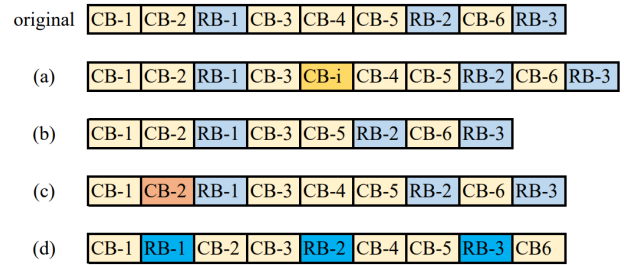 original CB-1 CB-2 RB-1 CB-3 CB-4 CB-5 RB-2 CB-6 RB-3
(a) CB-1 CB-2 RB-1 CB-3 CB-i CB-4 CB-5 RB-2 CB-6 RB-3
(b) CB-1 CB-2 RB-1 CB-3 CB-5 RB-2 CB-6 RB-3
(c) CB-1 CB-2 RB-1 CB-3 CB-4 CB-5 RB-2 CB-6 RB-3
(d) CB-1 RB-1 CB-2 CB-3 RB-2 CB-4 CB-5 RB-3 CB6